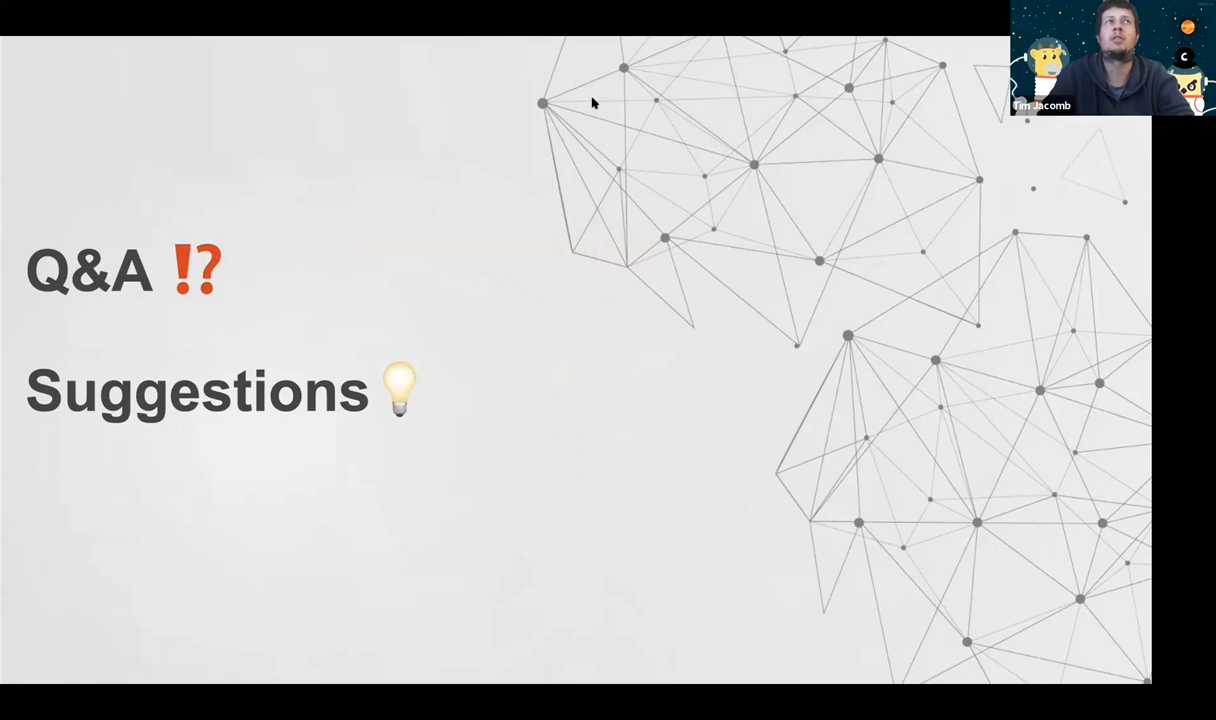 Q&A ⁉
Suggestions 💡
Tim Jacomb
C